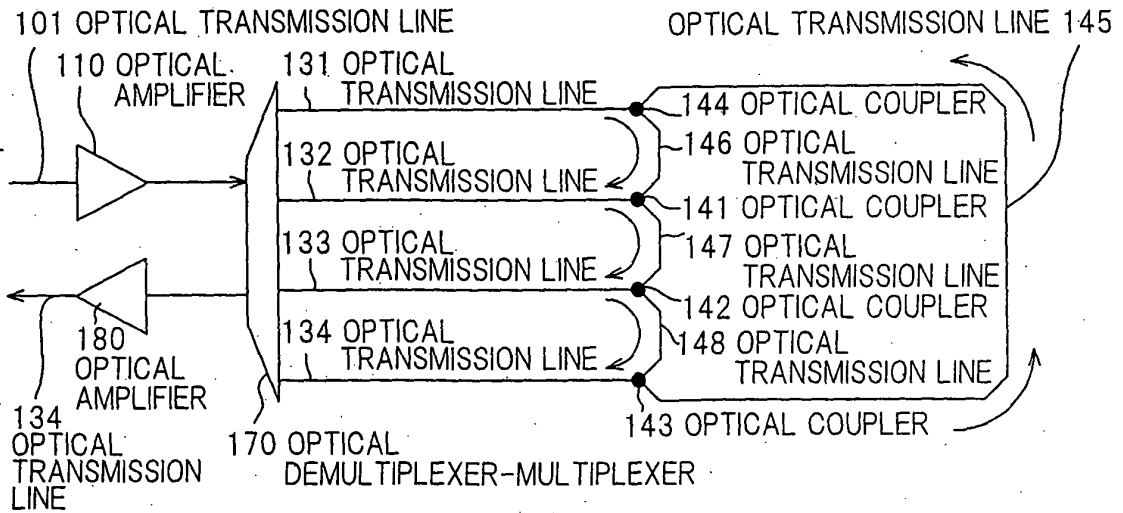 101 OPTICAL TRANSMISSION LINE
OPTICAL TRANSMISSION LINE 145
110 OPTICAL
AMPLIFIER
131 OPTICAL
TRANSMISSION LINE
144 OPTICAL COUPLER
146 OPTICAL
TRANSMISSION LINE
132 OPTICAL
TRANSMISSION LINE
141 OPTICAL COUPLER
133 OPTICAL
TRANSMISSION LINE
147 OPTICAL
TRANSMISSION LINE
142 OPTICAL COUPLER
134 OPTICAL
TRANSMISSION LINE
148 OPTICAL
TRANSMISSION LINE
180
OPTICAL
AMPLIFIER
143 OPTICAL COUPLER
134
OPTICAL
TRANSMISSION
LINE
170 OPTICAL
DEMULTIPLEXER-MULTIPLEXER